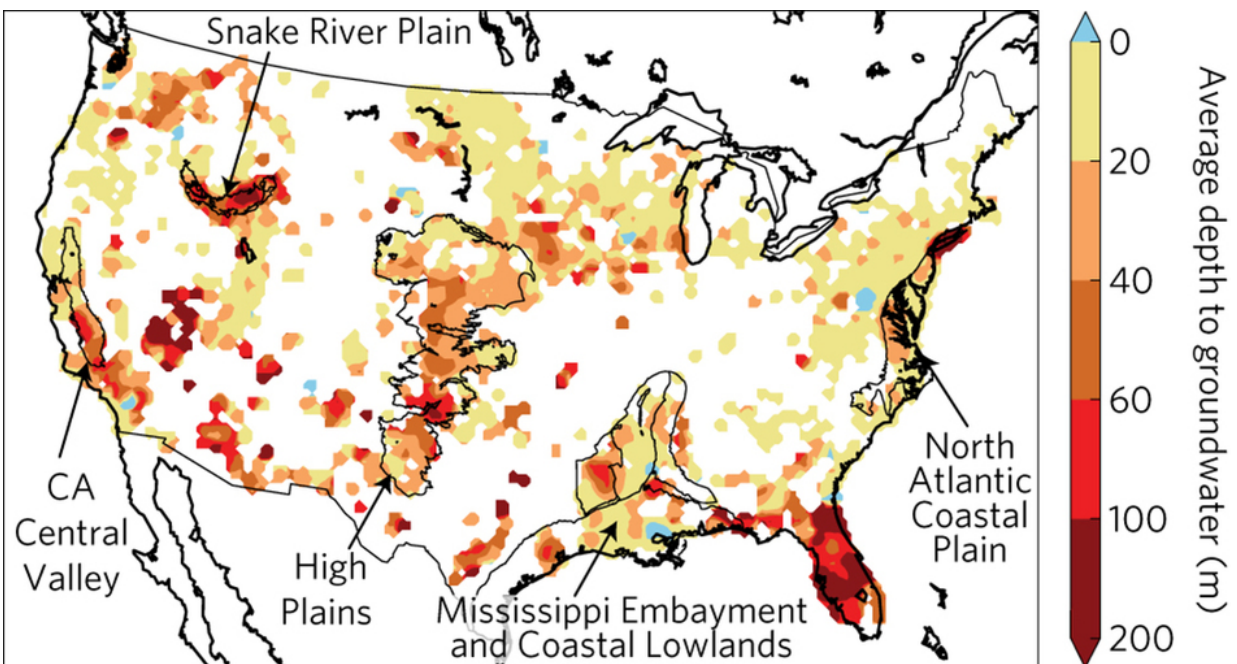 Snake River Plain
CA
Central
Valley
High
Plains
Mississippi Embayment
and Coastal Lowlands
North
Atlantic
Coastal
Plain
0
20
40
60
100
200
Average depth to groundwater (m)